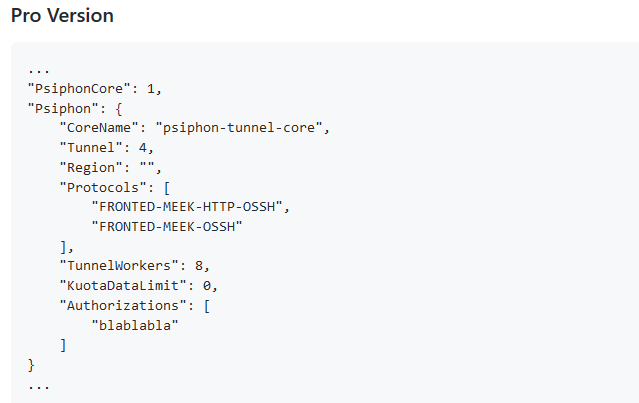 Pro Version
...
"PsiphonCore": 1,
"Psiphon": {
    "CoreName": "psiphon-tunnel-core",
    "Tunnel": 4,
    "Region": "",
    "Protocols": [
        "FRONTED-MEEK-HTTP-OSSH",
        "FRONTED-MEEK-OSSH"
    ],
    "TunnelWorkers": 8,
    "KuotaDataLimit": 0,
    "Authorizations": [
        "blablabla"
    ]
}
...